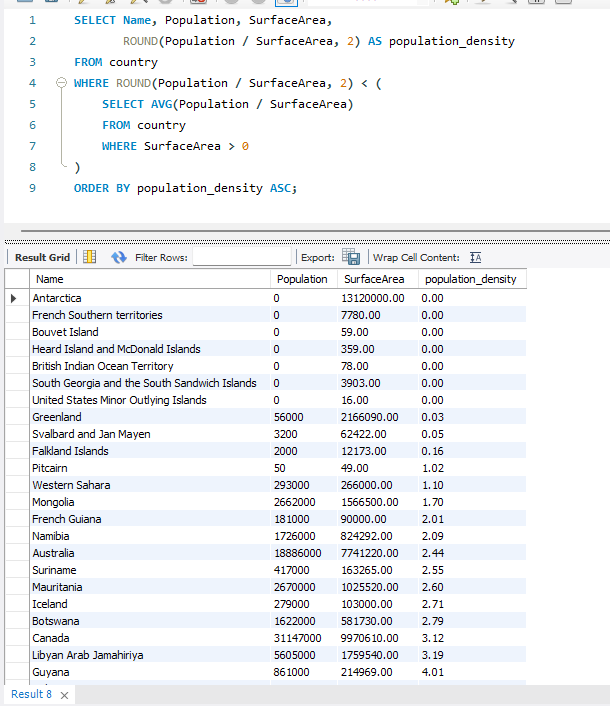 1 SELECT Name, Population, SurfaceArea,
2 ROUND(Population / SurfaceArea, 2) AS population_density
3 FROM country
4 WHERE ROUND(Population / SurfaceArea, 2) < (
5 SELECT AVG(Population / SurfaceArea)
6 FROM country
7 WHERE SurfaceArea > 0
8 )
9 ORDER BY population_density ASC;
Result Grid Filter Rows: Export: Wrap Cell Content:
Name Population SurfaceArea population_density
Antarctica 0 13120000.00 0.00
French Southern territories 0 7780.00 0.00
Bouvet Island 0 59.00 0.00
Heard Island and McDonald Islands 0 359.00 0.00
British Indian Ocean Territory 0 78.00 0.00
South Georgia and the South Sandwich Islands 0 3903.00 0.00
United States Minor Outlying Islands 0 16.00 0.00
Greenland 56000 2166090.00 0.03
Svalbard and Jan Mayen 3200 62422.00 0.05
Falkland Islands 2000 12173.00 0.16
Pitcairn 50 49.00 1.02
Western Sahara 293000 266000.00 1.10
Mongolia 2662000 1566500.00 1.70
French Guiana 181000 90000.00 2.01
Namibia 1726000 824292.00 2.09
Australia 18886000 7741220.00 2.44
Suriname 417000 163265.00 2.55
Mauritania 2670000 1025520.00 2.60
Iceland 279000 103000.00 2.71
Botswana 1622000 581730.00 2.79
Canada 31147000 9970610.00 3.12
Libyan Arab Jamahiriya 5605000 1759540.00 3.19
Guyana 861000 214969.00 4.01
Result 8